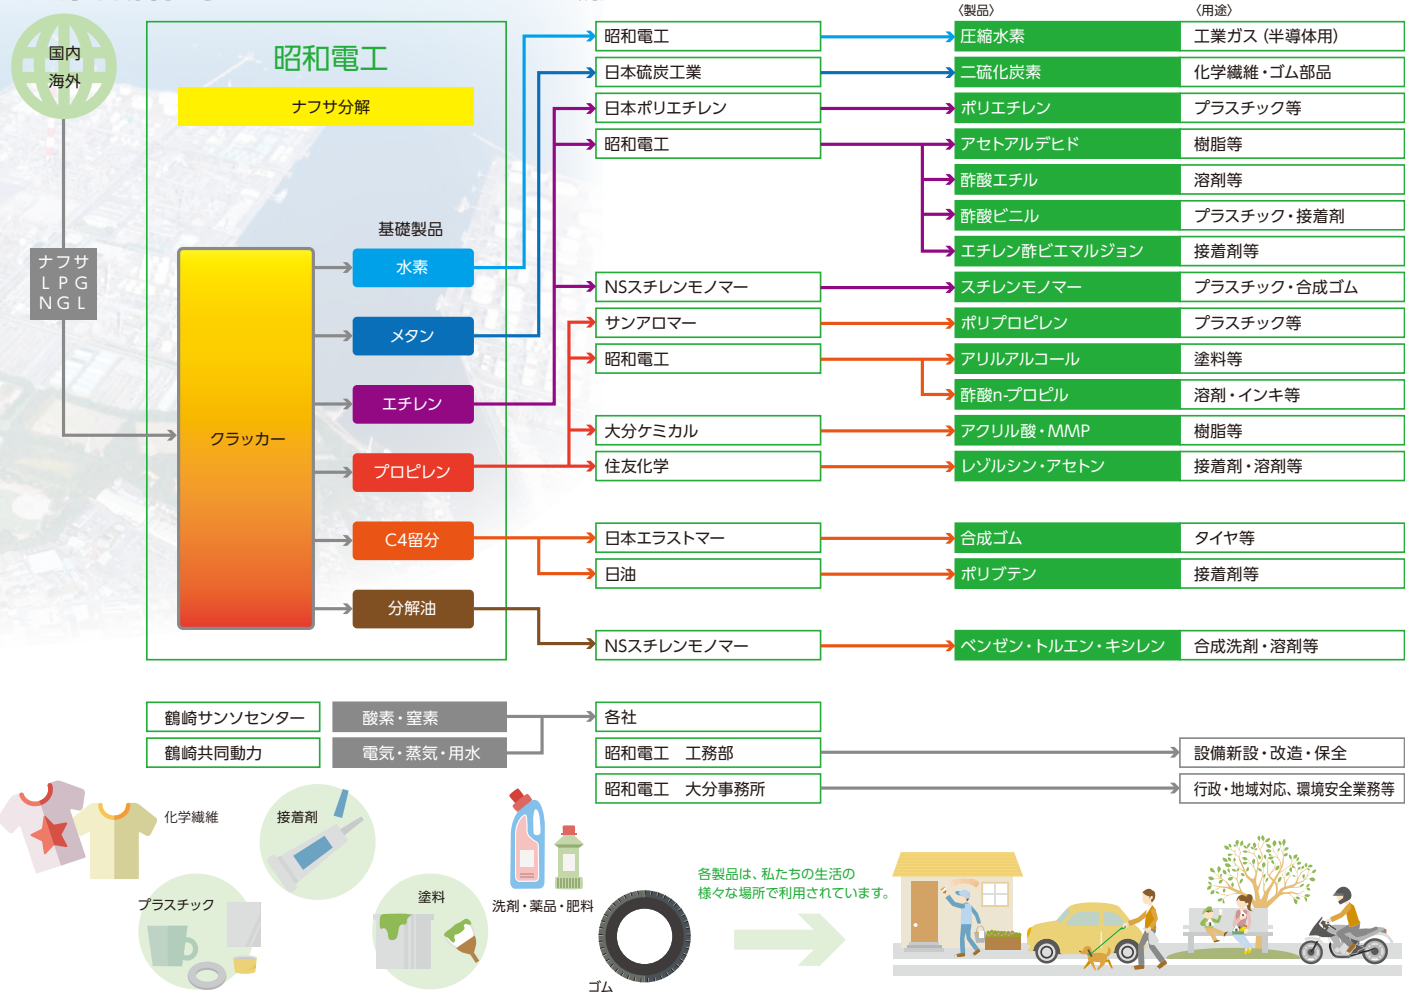 国内
海外
ナフサ
LPG
NGL
昭和電工
ナフサ分解
基礎製品
クラッカー
水素
メタン
エチレン
プロピレン
C4留分
分解油
〈製品〉 〈用途〉
昭和電工 圧縮水素 工業ガス（半導体用）
日本硫炭工業 二硫化炭素 化学繊維・ゴム部品
日本ポリエチレン ポリエチレン プラスチック等
昭和電工 アセトアルデヒド 樹脂等
酢酸エチル 溶剤等
酢酸ビニル プラスチック・接着剤
エチレン酢ビエマルジョン 接着剤等
NSスチレンモノマー スチレンモノマー プラスチック・合成ゴム
サンアロマー ポリプロピレン プラスチック等
昭和電工 アリルアルコール 塗料等
酢酸n-プロピル 溶剤・インキ等
大分ケミカル アクリル酸・MMP 樹脂等
住友化学 レゾルシン・アセトン 接着剤・溶剤等
日本エラストマー 合成ゴム タイヤ等
日油 ポリブテン 接着剤等
NSスチレンモノマー ベンゼン・トルエン・キシレン 合成洗剤・溶剤等
鶴崎サンソセンター 酸素・窒素 各社
鶴崎共同動力 電気・蒸気・用水
昭和電工 工務部 設備新設・改造・保全
昭和電工 大分事務所 行政・地域対応、環境安全業務等
化学繊維
接着剤
プラスチック
塗料
洗剤・薬品・肥料
ゴム
各製品は、私たちの生活の
様々な場所で利用されています。